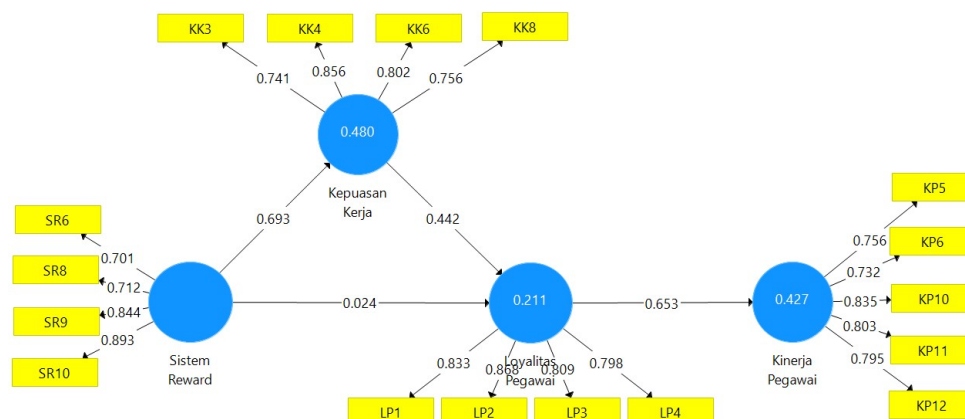 KK3
KK4
KK6
KK8
0.741
0.856
0.802
0.756
0.480
Kepuasan
Kerja
0.693
0.442
SR6
SR8
SR9
SR10
0.701
0.712
0.844
0.893
Sistem
Reward
0.024
0.211
Loyalitas
Pegawai
0.833
0.868
0.809
0.798
LP1
LP2
LP3
LP4
0.653
0.427
Kinerja
Pegawai
0.756
0.732
0.835
0.803
0.795
KP5
KP6
KP10
KP11
KP12